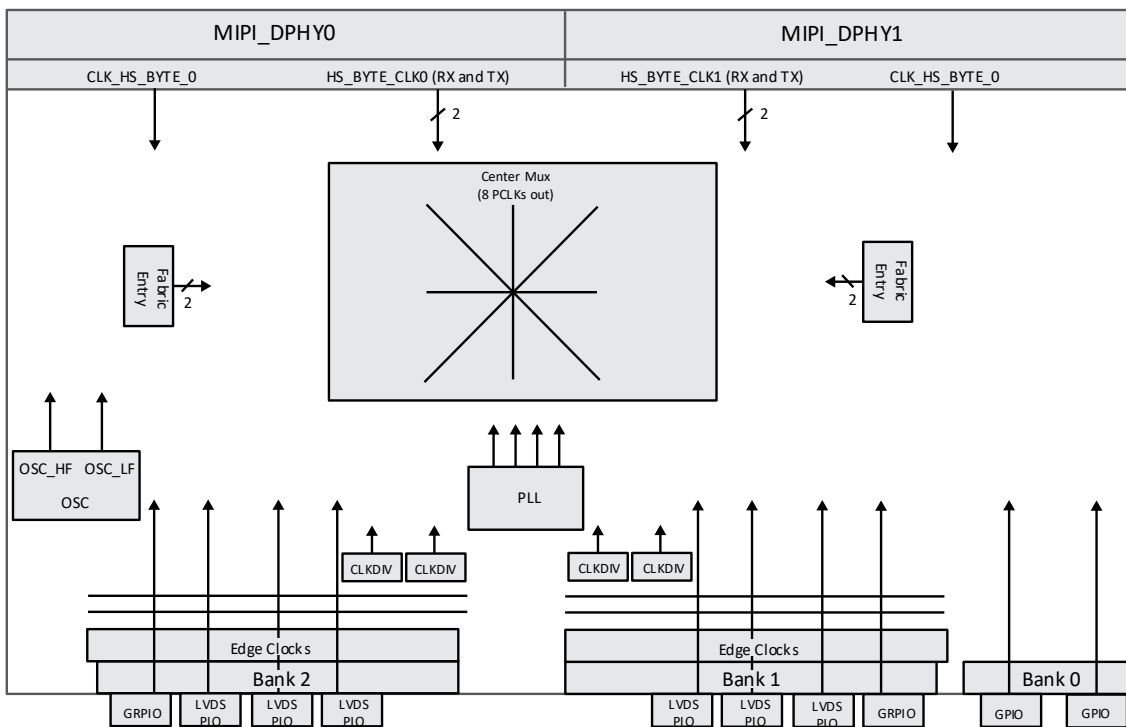 MIPI_DPHY0
MIPI_DPHY1
CLK_HS_BYTE_0
HS_BYTE_CLK0 (RX and TX)
HS_BYTE_CLK1 (RX and TX)
CLK_HS_BYTE_0
2
2
Center Mux
(8 PCLKs out)
Fabric
Entry
2
Fabric
Entry
2
OSC_HF
OSC_LF
OSC
PLL
CLKDIV
CLKDIV
CLKDIV
CLKDIV
Edge Clocks
Edge Clocks
Bank 2
Bank 1
Bank 0
GRPIO
LVDS
PIO
LVDS
PIO
LVDS
PIO
LVDS
PIO
LVDS
PIO
LVDS
PIO
GRPIO
GPIO
GPIO